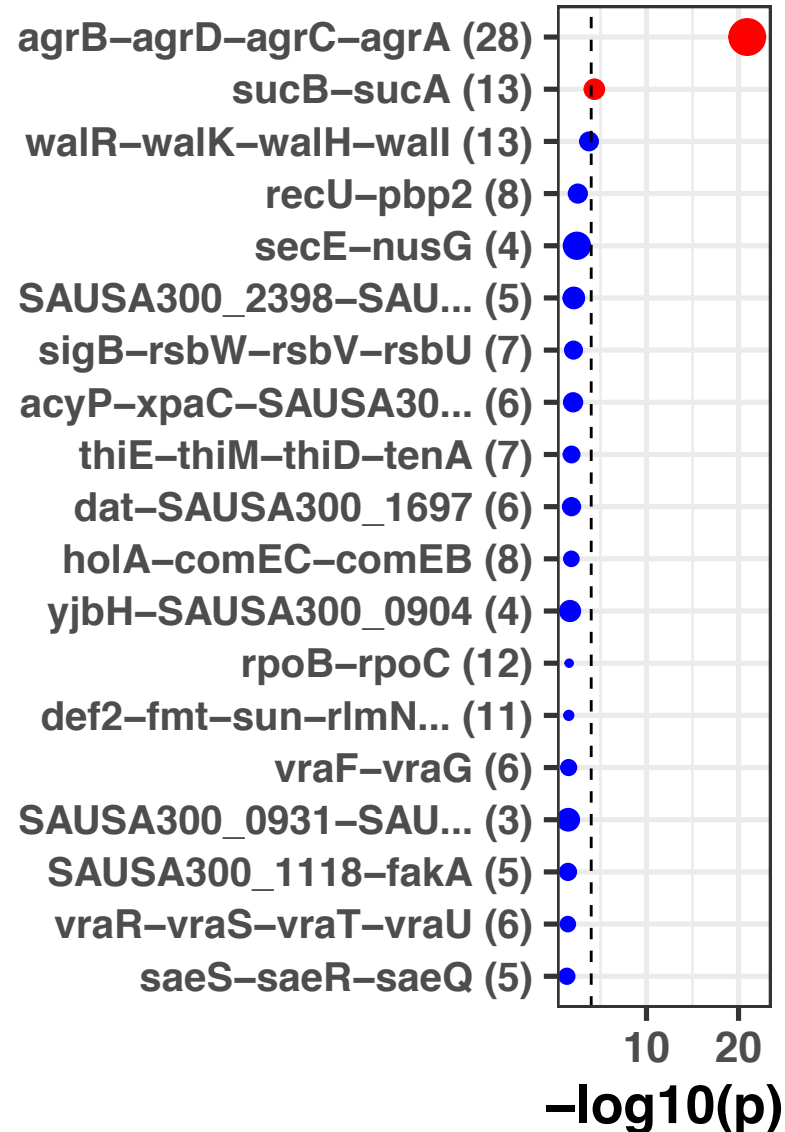 agrB−agrD−agrC−agrA (28)
sucB−sucA (13)
walR−walK−walH−walI (13)
recU−pbp2 (8)
secE−nusG (4)
SAUSA300_2398−SAU... (5)
sigB−rsbW−rsbV−rsbU (7)
acyP−xpaC−SAUSA30... (6)
thiE−thiM−thiD−tenA (7)
dat−SAUSA300_1697 (6)
holA−comEC−comEB (8)
yjbH−SAUSA300_0904 (4)
rpoB−rpoC (12)
def2−fmt−sun−rlmN... (11)
vraF−vraG (6)
SAUSA300_0931−SAU... (3)
SAUSA300_1118−fakA (5)
vraR−vraS−vraT−vraU (6)
saeS−saeR−saeQ (5)
10 20
−log10(p)